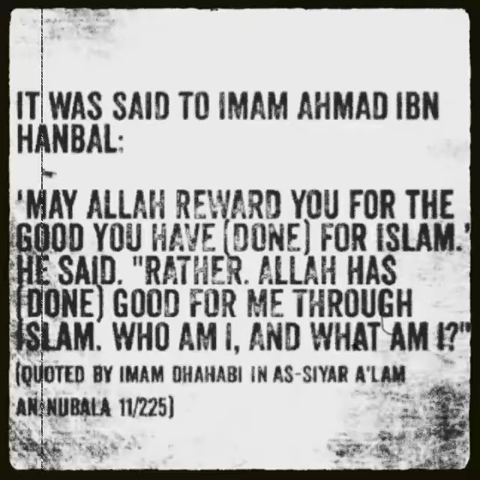 IT WAS SAID TO IMAM AHMAD IBN
HANBAL:
'MAY ALLAH REWARD YOU FOR THE
GOOD YOU HAVE (DONE) FOR ISLAM.'
HE SAID. "RATHER. ALLAH HAS
(DONE) GOOD FOR ME THROUGH
ISLAM. WHO AM I, AND WHAT AM I?"
(QUOTED BY IMAM DHAHABI IN AS-SIYAR A'LAM
AN NUBALA 11/225)